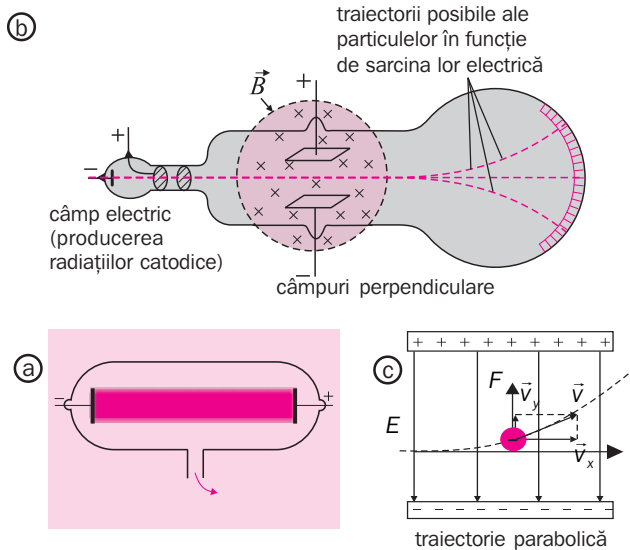 b
traiectorii posibile ale
particulelor în funcție
de sarcina lor electrică
B
+
+
−
câmp electric
(producerea
radiațiilor catodice)
−
câmpuri perpendiculare
a
−
+
c
+ + + + + + + + +
F
v y
v
E
−
v x
− − − − − − − − −
traiectorie parabolică